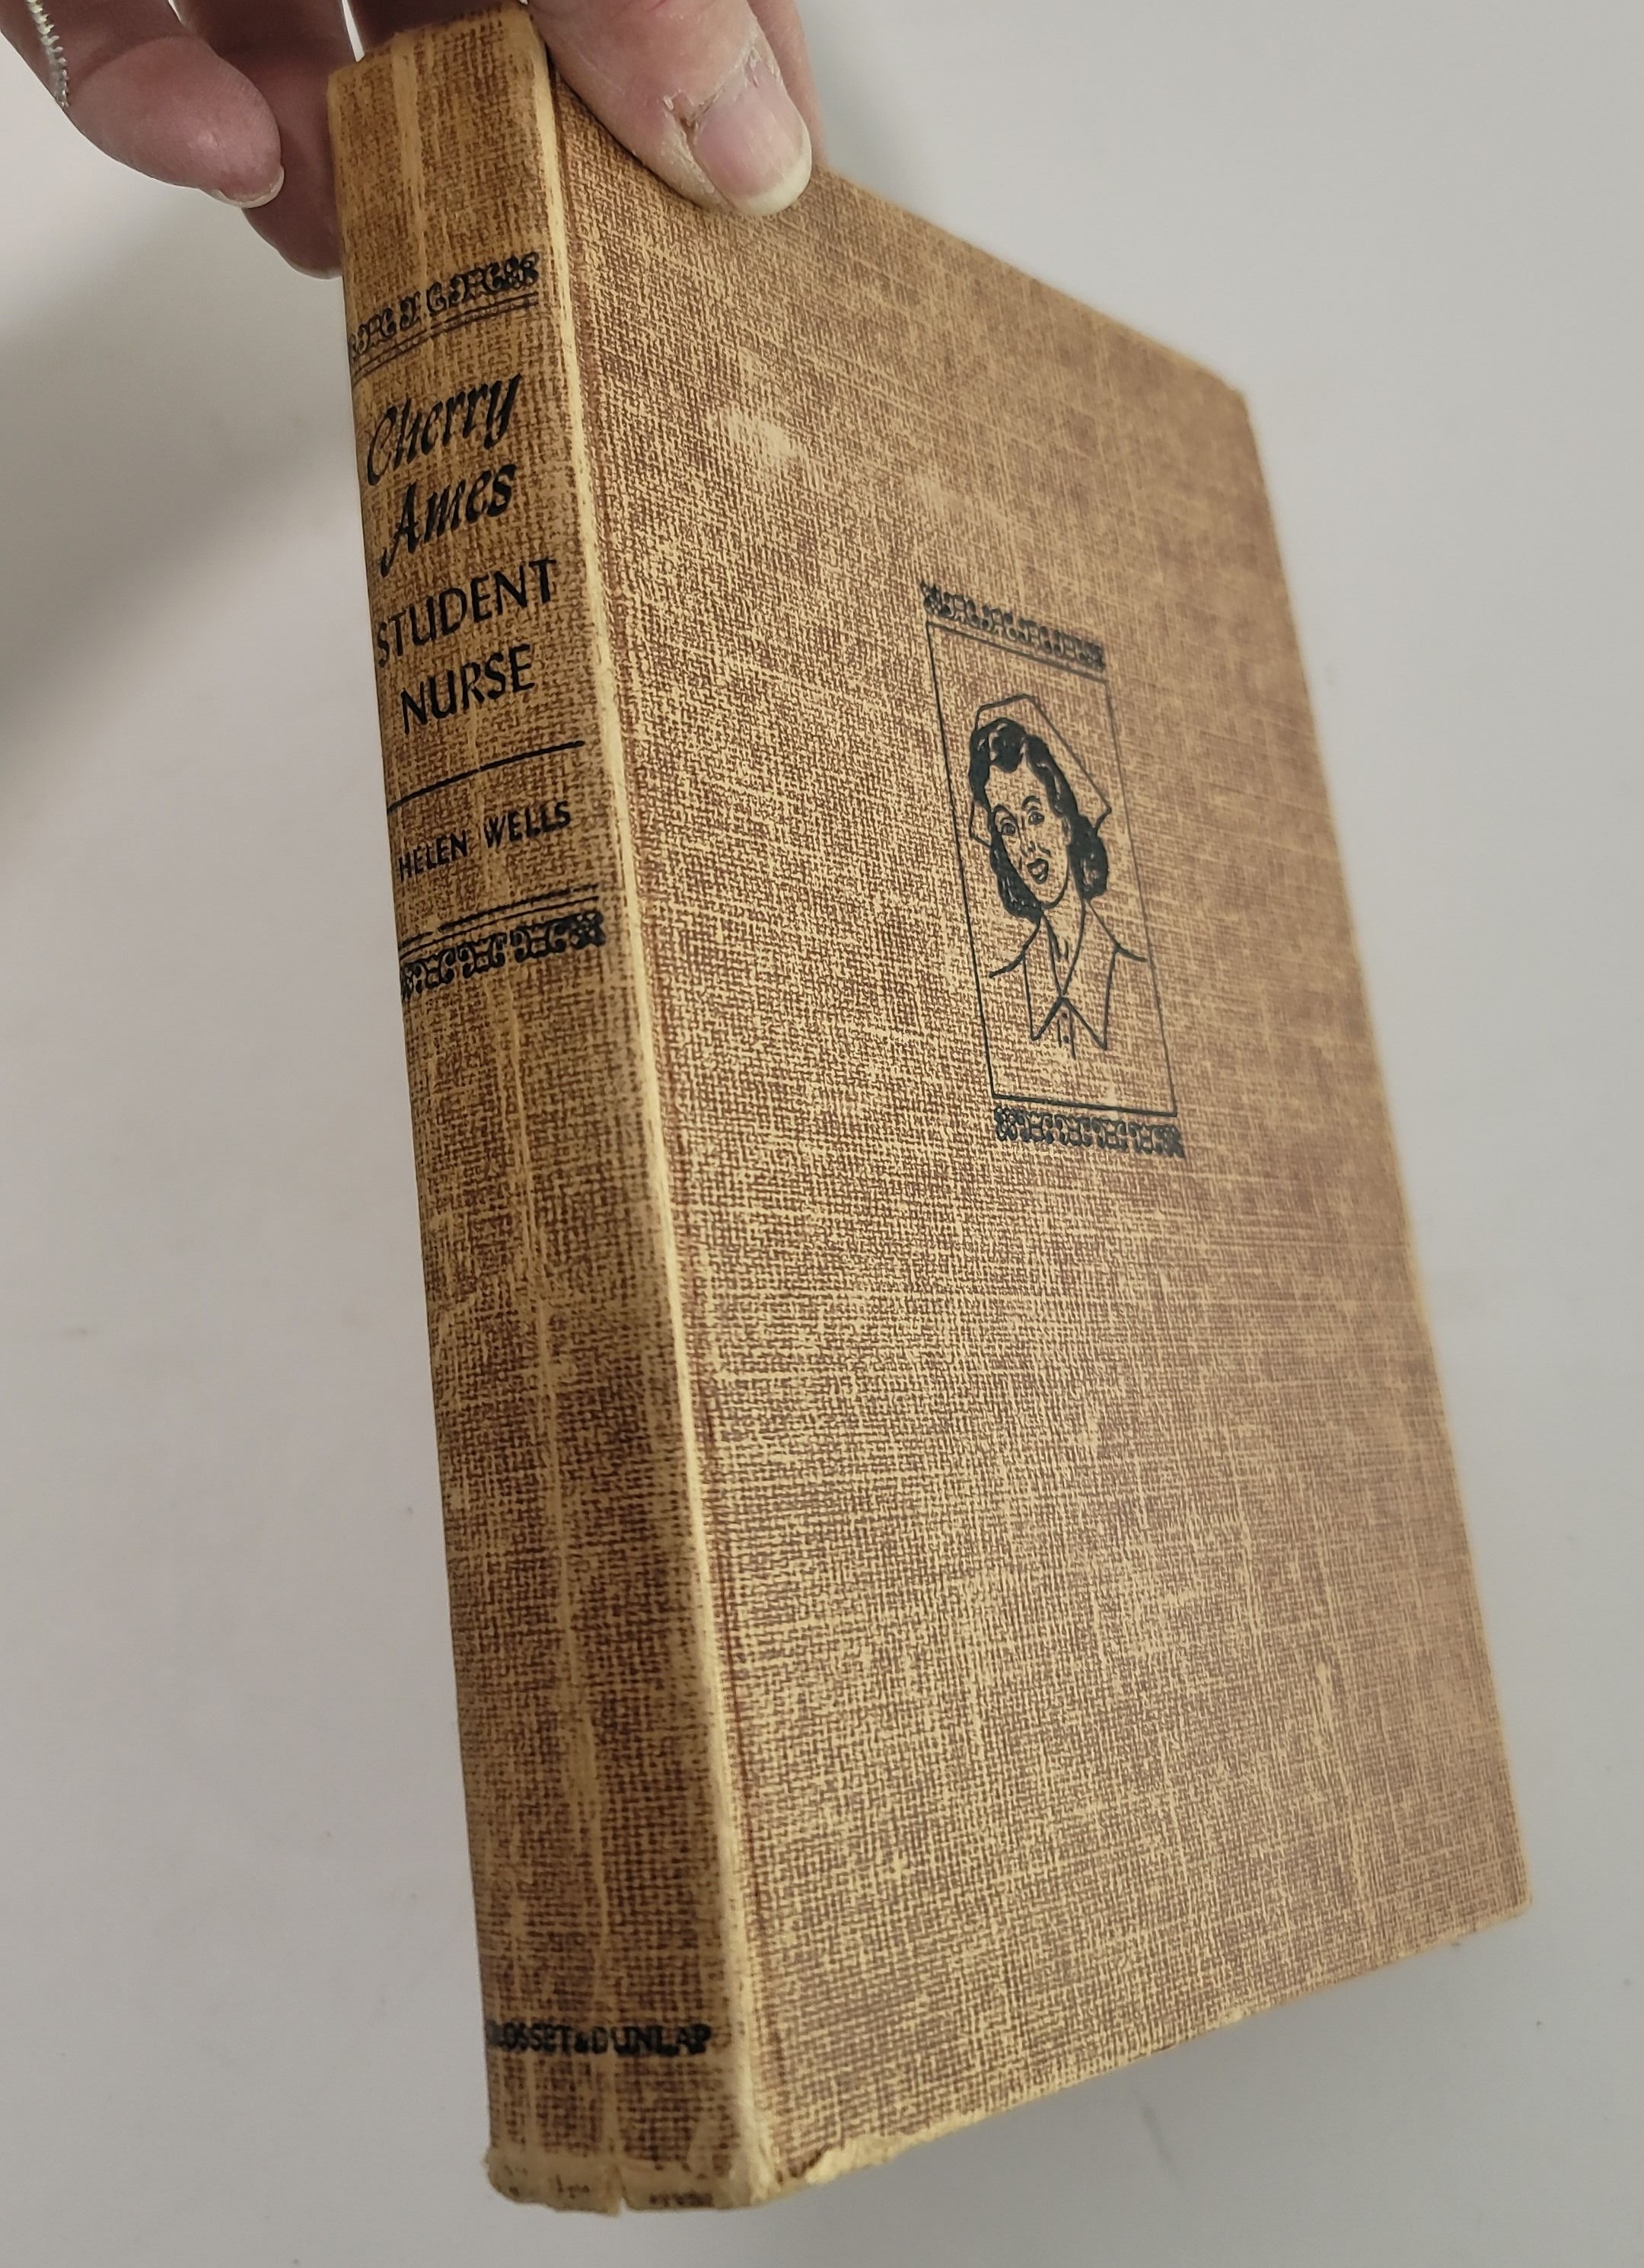 Cherry
Ames
STUDENT
NURSE
HELEN WELLS
GROSSET & DUNLAP